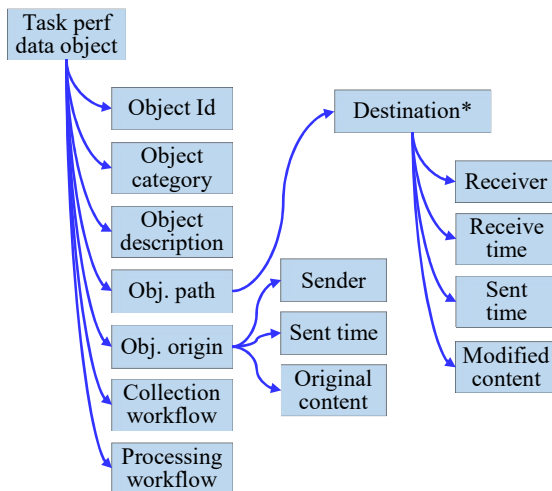 Task perf
data object
Object Id
Object
category
Object
description
Obj. path
Obj. origin
Collection
workflow
Processing
workflow
Destination*
Receiver
Receive
time
Sent
time
Modified
content
Sender
Sent time
Original
content